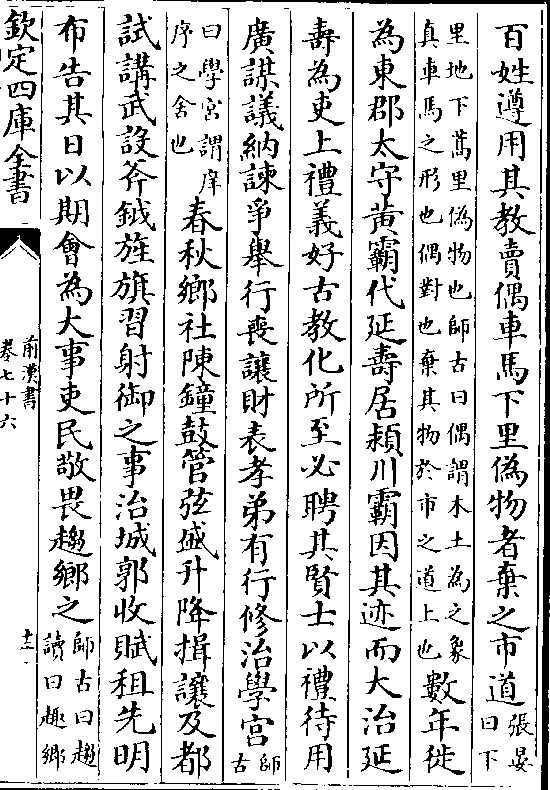 百姓遵用其教賣偶車馬下里偽物者棄之市道張晏曰下
里地下蒿里偽物也師古曰偶謂木土為之象真車馬之形也偶對也棄其物於市之道上也數年徙
為東郡太守黃霸代延壽居潁川霸因其迹而大治延
壽為吏上禮義好古教化所至必聘其賢士以禮待用
廣謀議納諫爭舉行喪讓財表孝弟有行修治學官師古
曰學宮謂庠序之舍也春秋鄉社陳鐘鼓管弦盛升降揖讓及都
試講武設斧鉞旌旗習射御之事治城郭收賦租先明
布告其日以期會為大事吏民敬畏趨鄉之師古曰趨讀曰趣鄉
欽定四庫全書
前漢書
卷七十六
十二